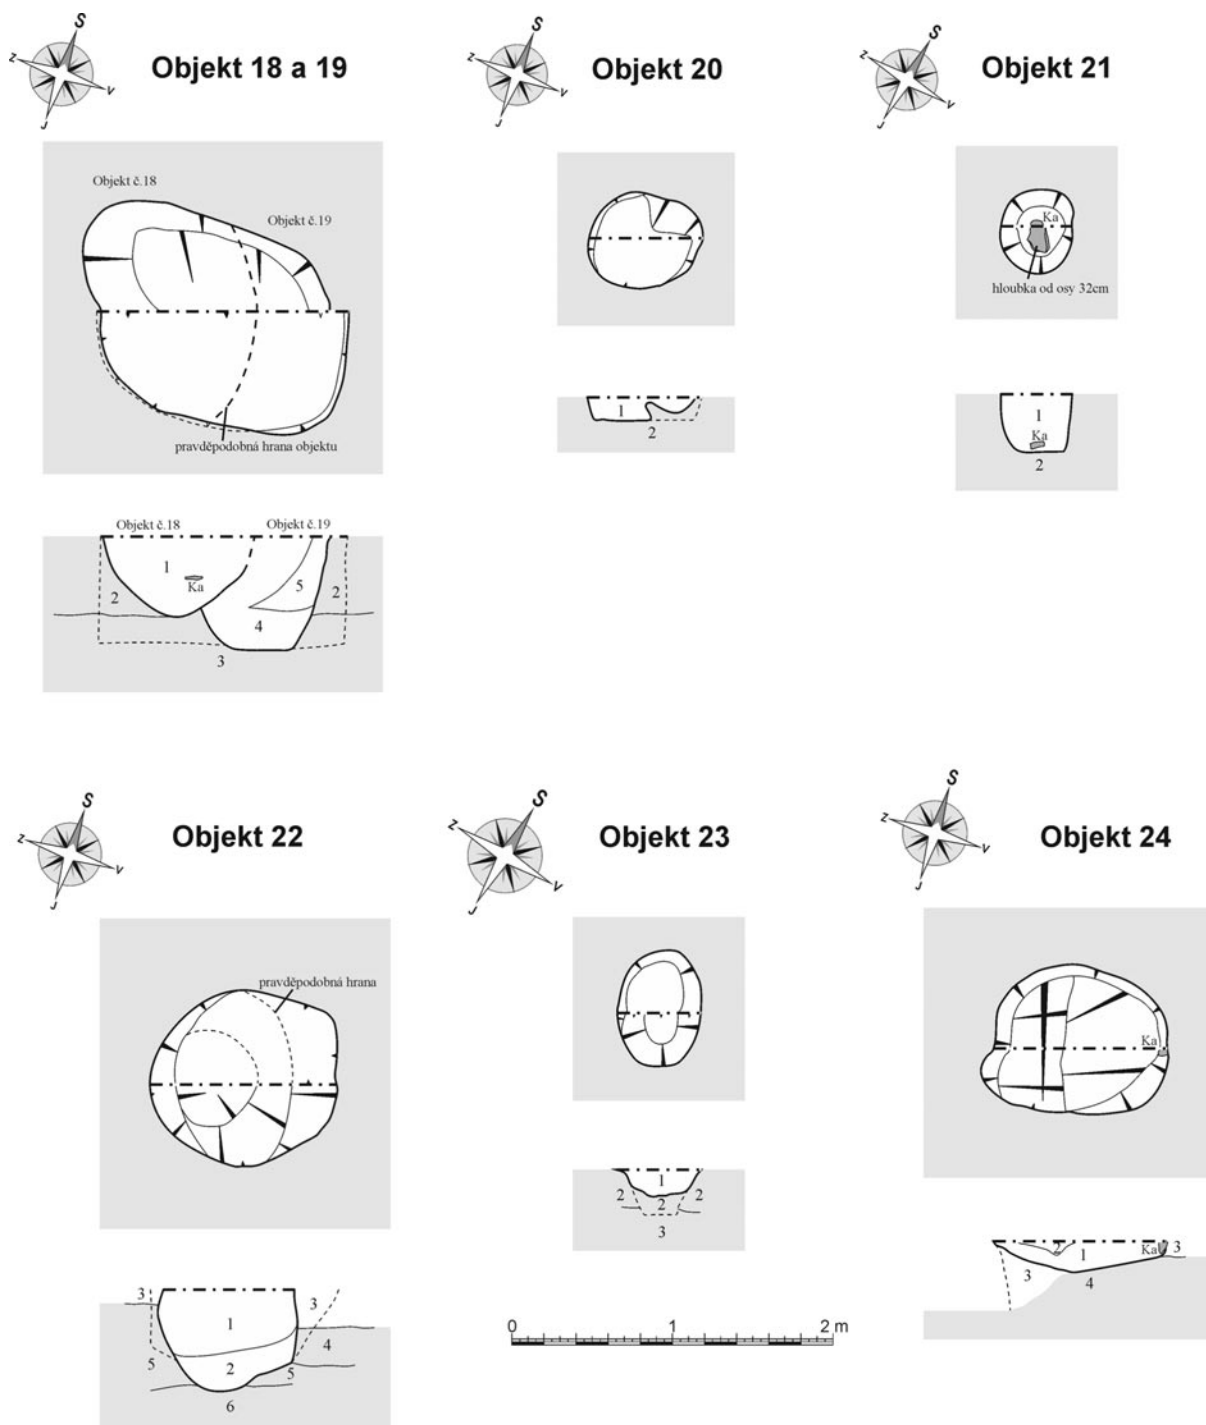 S
Z
V
J
Objekt 18 a 19
S
Z
V
J
Objekt 20
S
Z
V
J
Objekt 21
Objekt č.18
Objekt č.19
pravděpodobná hrana objektu
Ka
hloubka od osy 32cm
1
2
1
Ka
2
Objekt č.18
Objekt č.19
1
Ka
2
5
2
4
3
S
Z
V
J
Objekt 22
S
Z
V
J
Objekt 23
S
Z
V
J
Objekt 24
pravděpodobná hrana
Ka
3
3
1
4
5
2
5
6
1
2
2
2
3
2
1
Ka
3
3
4
0
1
2 m